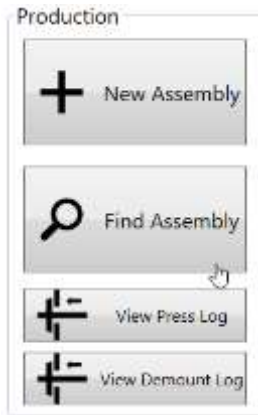 Production
New Assembly
Find Assembly
View Press Log
View Demount Log